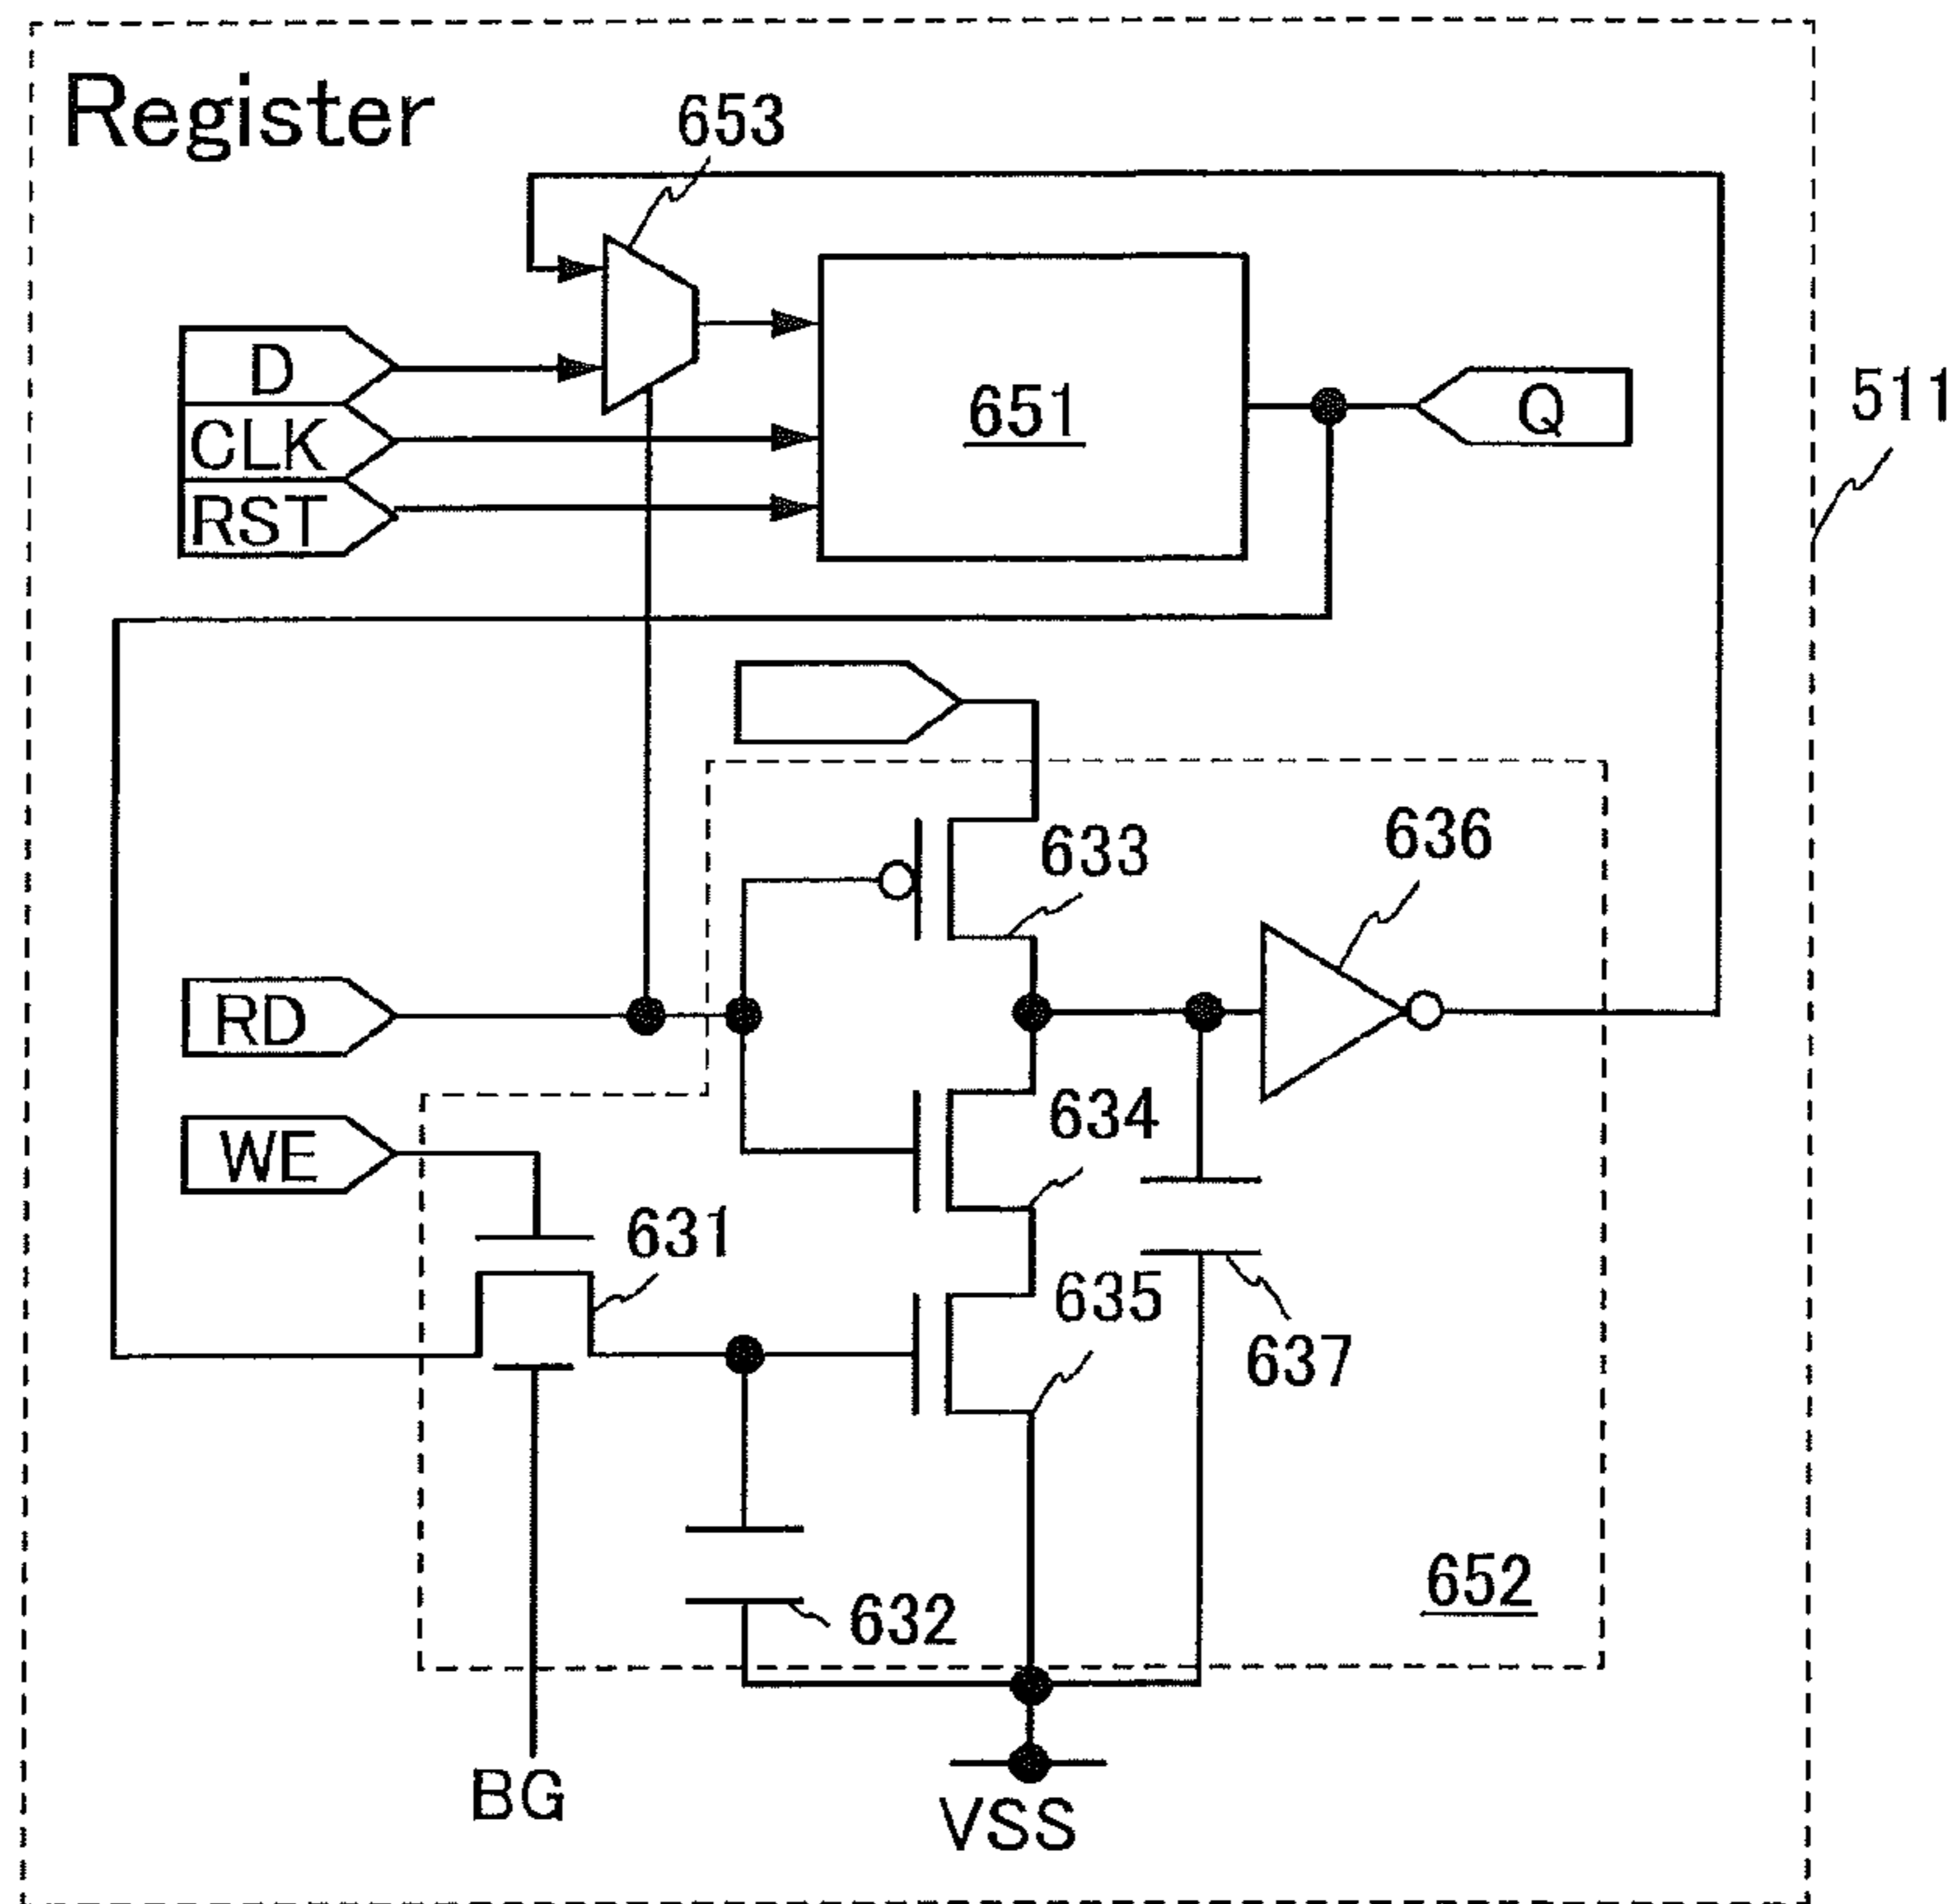 Register
653
D
CLK
RST
651
Q
511
633
636
RD
634
WE
631
635
637
632
652
BG
VSS